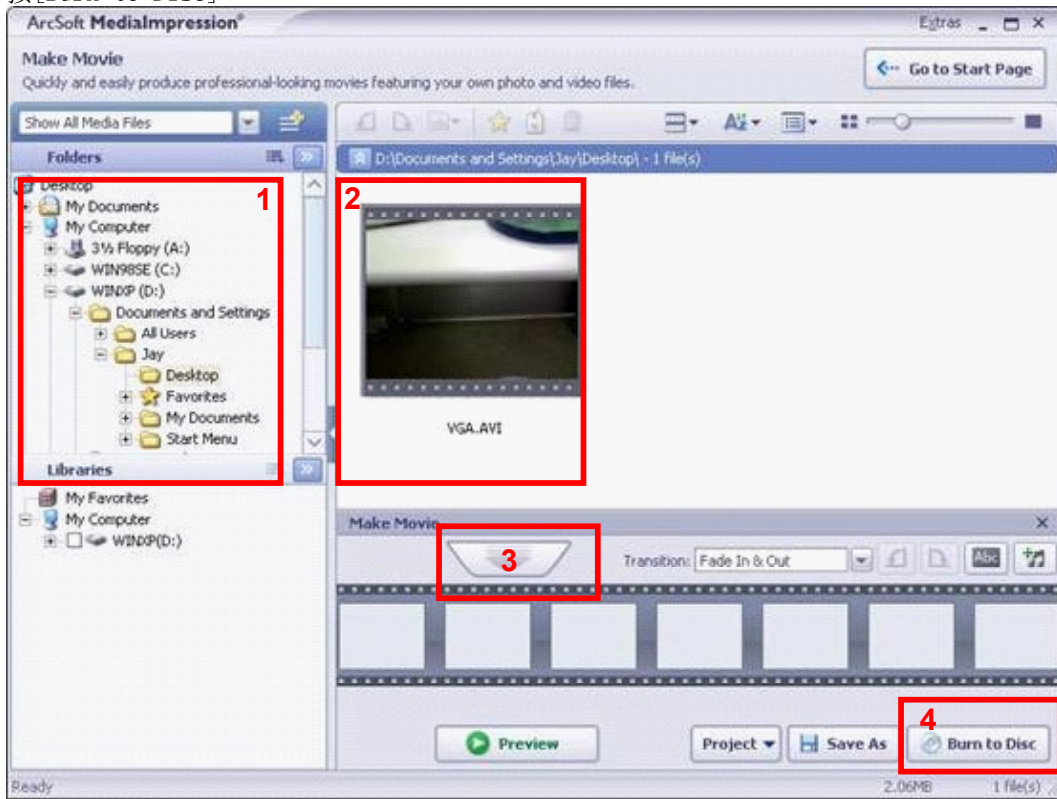 按[Burn to Disc]
ArcSoft MediaImpression® Extras
Make Movie
Quickly and easily produce professional-looking movies featuring your own photo and video files.
Go to Start Page
Show All Media Files
Folders
D:\Documents and Settings\Jay\Desktop\ - 1 file(s)
Desktop
1
2
My Documents
My Computer
3½ Floppy (A:)
WIN98SE (C:)
WINXP (D:)
Documents and Settings
All Users
Jay
Desktop
Favorites
My Documents
Start Menu
VGA.AVI
Libraries
My Favorites
My Computer
WINXP(D:)
Make Movie
3
Transition: Fade In & Out
Abc
4
Preview
Project
Save As
Burn to Disc
Ready
2.06MB
1 file(s)